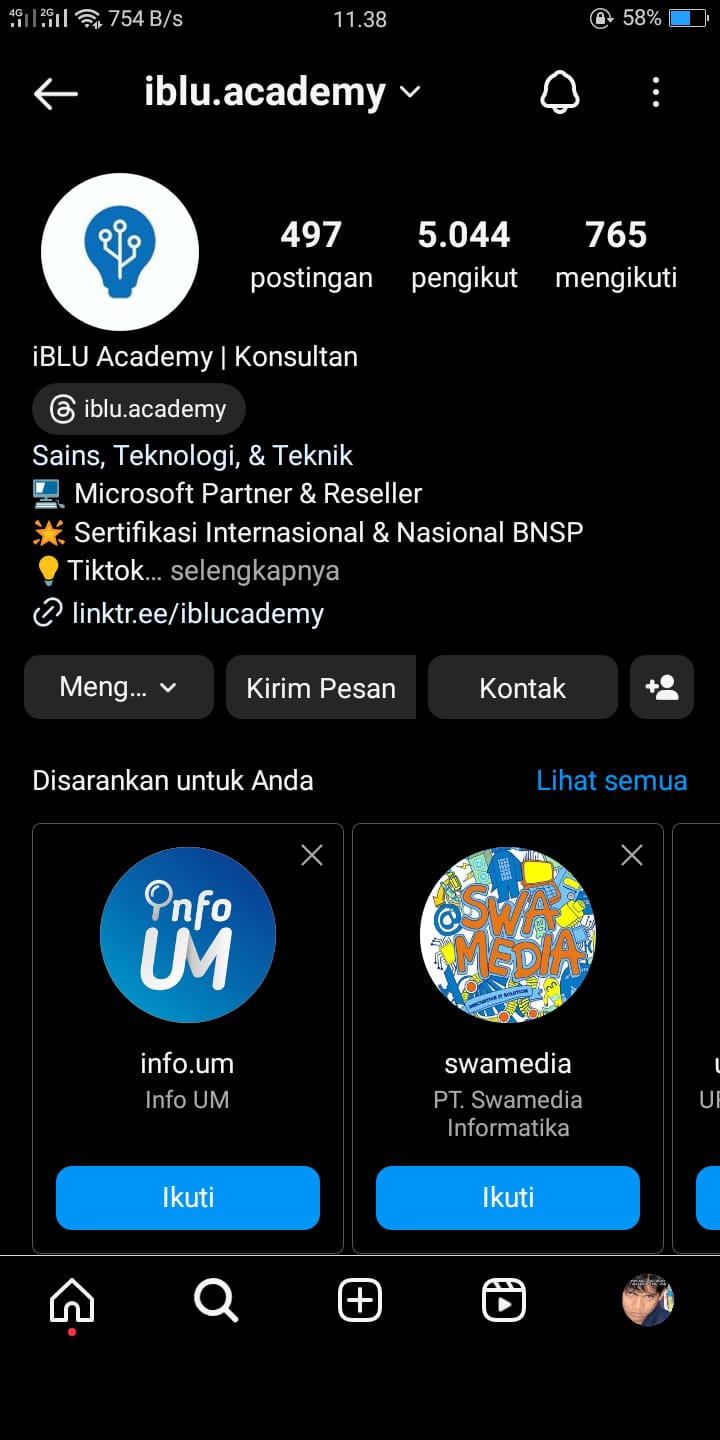 4G 2G 754 B/s 11.38 58%
iblu.academy
497 5.044 765
postingan pengikut mengikuti
iBLU Academy | Konsultan
iblu.academy
Sains, Teknologi, & Teknik
Microsoft Partner & Reseller
Sertifikasi Internasional & Nasional BNSP
Tiktok... selengkapnya
linktr.ee/iblucademy
Meng... Kirim Pesan Kontak
Disarankan untuk Anda Lihat semua
info
UM
@SWA
MEDIA
INNOVATIVE IT SOLUTION
info.um swamedia
Info UM PT. Swamedia
Informatika
Ikuti Ikuti